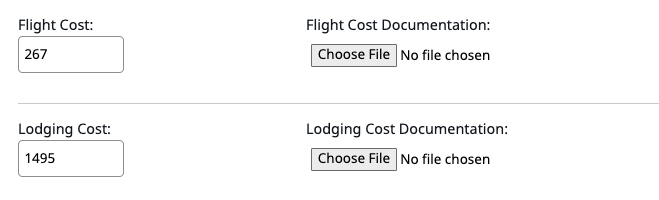 Flight Cost: Flight Cost Documentation:
267 Choose File No file chosen
Lodging Cost: Lodging Cost Documentation:
1495 Choose File No file chosen